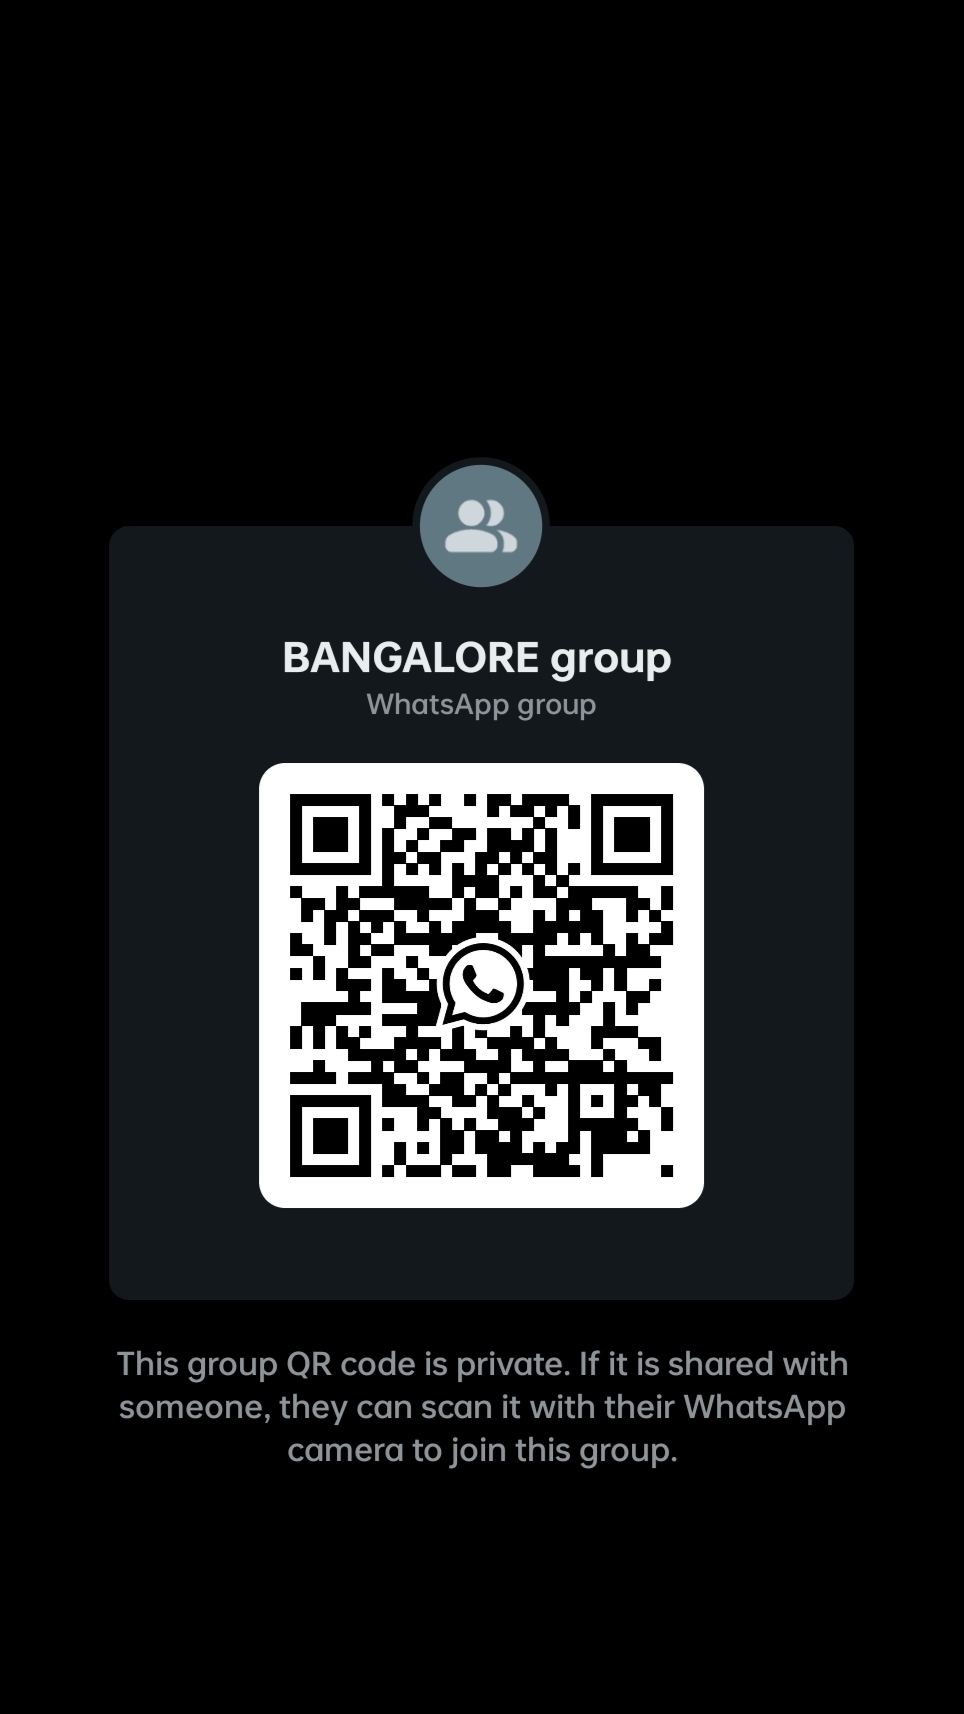 BANGALORE group
WhatsApp group
This group QR code is private. If it is shared with
someone, they can scan it with their WhatsApp
camera to join this group.